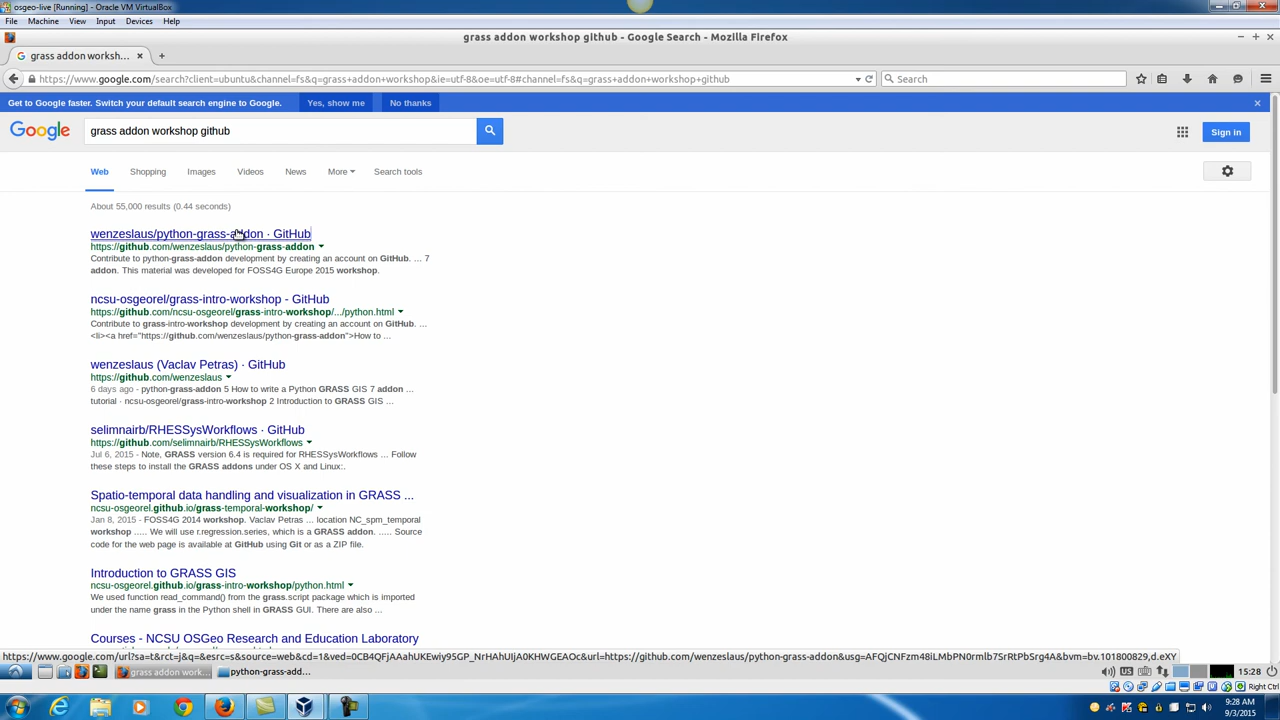 osgeo-live [Running] - Oracle VM VirtualBox
File Machine View Input Devices Help
grass addon workshop github - Google Search - Mozilla Firefox
grass addon worksh...
https://www.google.com/search?client=ubuntu&channel=fs&q=grass+addon+workshop&ie=utf-8&oe=utf-8#channel=fs&q=grass+addon+workshop+github
Search
Get to Google faster. Switch your default search engine to Google. Yes, show me No thanks
Google grass addon workshop github Sign in
Web Shopping Images Videos News More Search tools
About 55,000 results (0.44 seconds)
wenzeslaus/python-grass-addon · GitHub
https://github.com/wenzeslaus/python-grass-addon
Contribute to python-grass-addon development by creating an account on GitHub. ... 7
addon. This material was developed for FOSS4G Europe 2015 workshop.
ncsu-osgeorel/grass-intro-workshop - GitHub
https://github.com/ncsu-osgeorel/grass-intro-workshop/.../python.html
Contribute to grass-intro-workshop development by creating an account on GitHub. ...
<li><a href="https://github.com/wenzeslaus/python-grass-addon">How to ...
wenzeslaus (Vaclav Petras) · GitHub
https://github.com/wenzeslaus
6 days ago - python-grass-addon 5 How to write a Python GRASS GIS 7 addon ...
tutorial · ncsu-osgeorel/grass-intro-workshop 2 Introduction to GRASS GIS ...
selimnairb/RHESSysWorkflows · GitHub
https://github.com/selimnairb/RHESSysWorkflows
Jul 6, 2015 - Note, GRASS version 6.4 is required for RHESSysWorkflows ... Follow
these steps to install the GRASS addons under OS X and Linux:.
Spatio-temporal data handling and visualization in GRASS ...
ncsu-osgeorel.github.io/grass-temporal-workshop/
Jan 8, 2015 - FOSS4G 2014 workshop. Vaclav Petras ... location NC_spm_temporal
workshop ..... We will use r.regression.series, which is a GRASS addon. ..... Source
code for the web page is available at GitHub using Git or as a ZIP file.
Introduction to GRASS GIS
ncsu-osgeorel.github.io/grass-intro-workshop/python.html
We used function read_command() from the grass.script package which is imported
under the name grass in the Python shell in GRASS GUI. There are also ...
Courses - NCSU OSGeo Research and Education Laboratory
grass addon work... python-grass-add... US 15:28
Right Ctrl
9:28 AM
9/3/2015